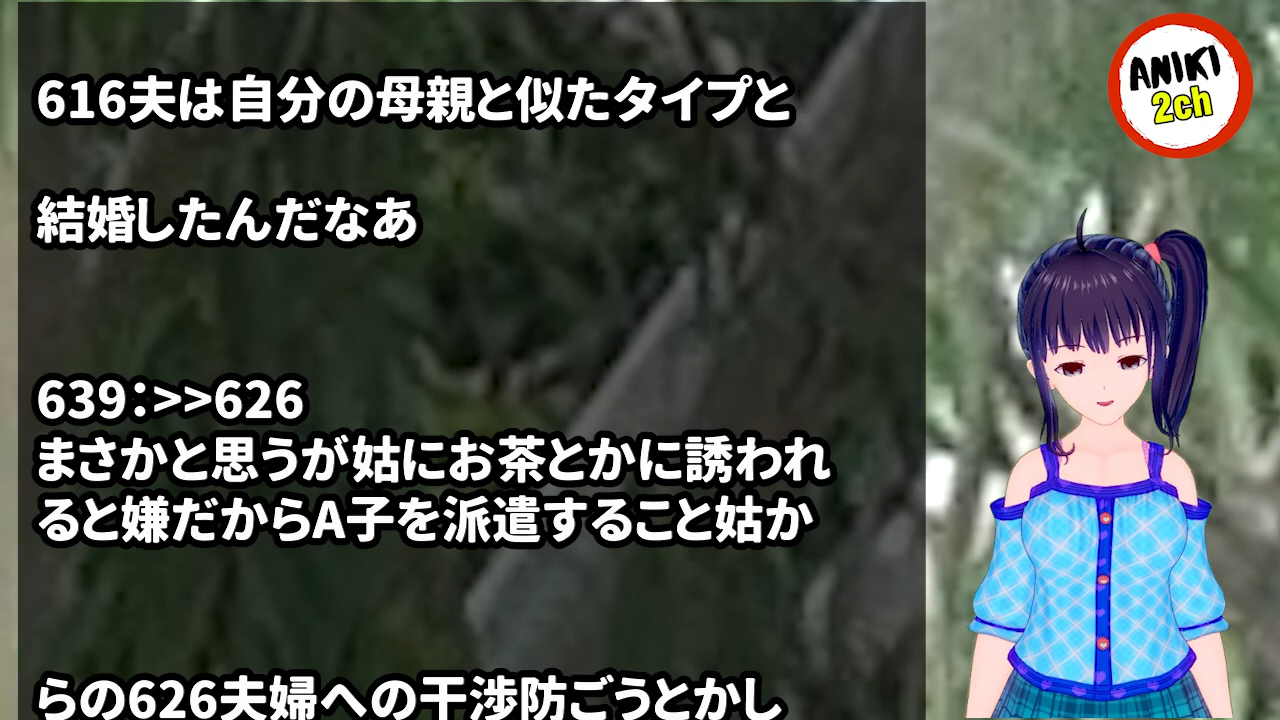 ANIKI
2ch
616夫は自分の母親と似たタイプと
結婚したんだなあ
639：>>626
まさかと思うが姑にお茶とかに誘われ
ると嫌だからA子を派遣すること姑か
らの626夫婦への干渉防ごうとかし